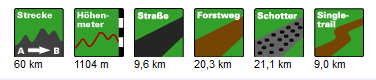 Strecke
A B
Höhen-
meter
Straße
Forstweg
Schotter
Single-
trail
60 km
1104 m
9,6 km
20,3 km
21,1 km
9,0 km